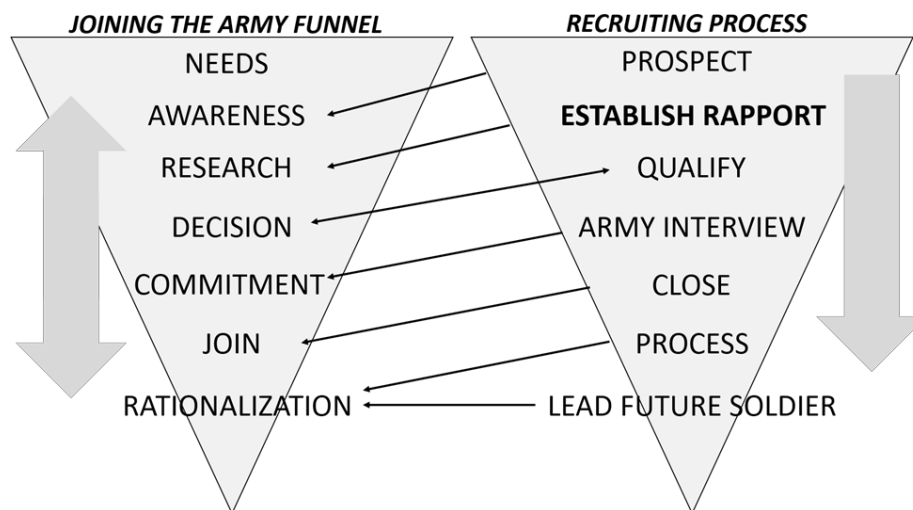 JOINING THE ARMY FUNNEL
NEEDS
AWARENESS
RESEARCH
DECISION
COMMITMENT
JOIN
RATIONALIZATION
RECRUITING PROCESS
PROSPECT
ESTABLISH RAPPORT
QUALIFY
ARMY INTERVIEW
CLOSE
PROCESS
LEAD FUTURE SOLDIER